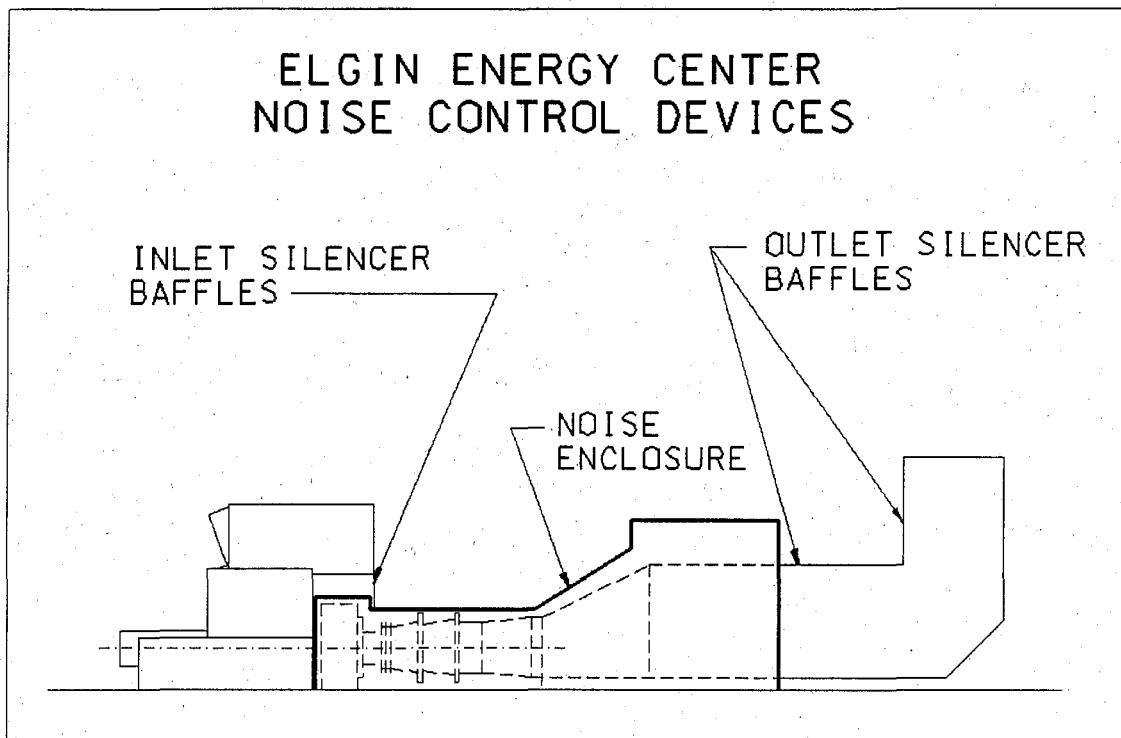 ELGIN ENERGY CENTER
NOISE CONTROL DEVICES
INLET SILENCER
BAFFLES
OUTLET SILENCER
BAFFLES
NOISE
ENCLOSURE